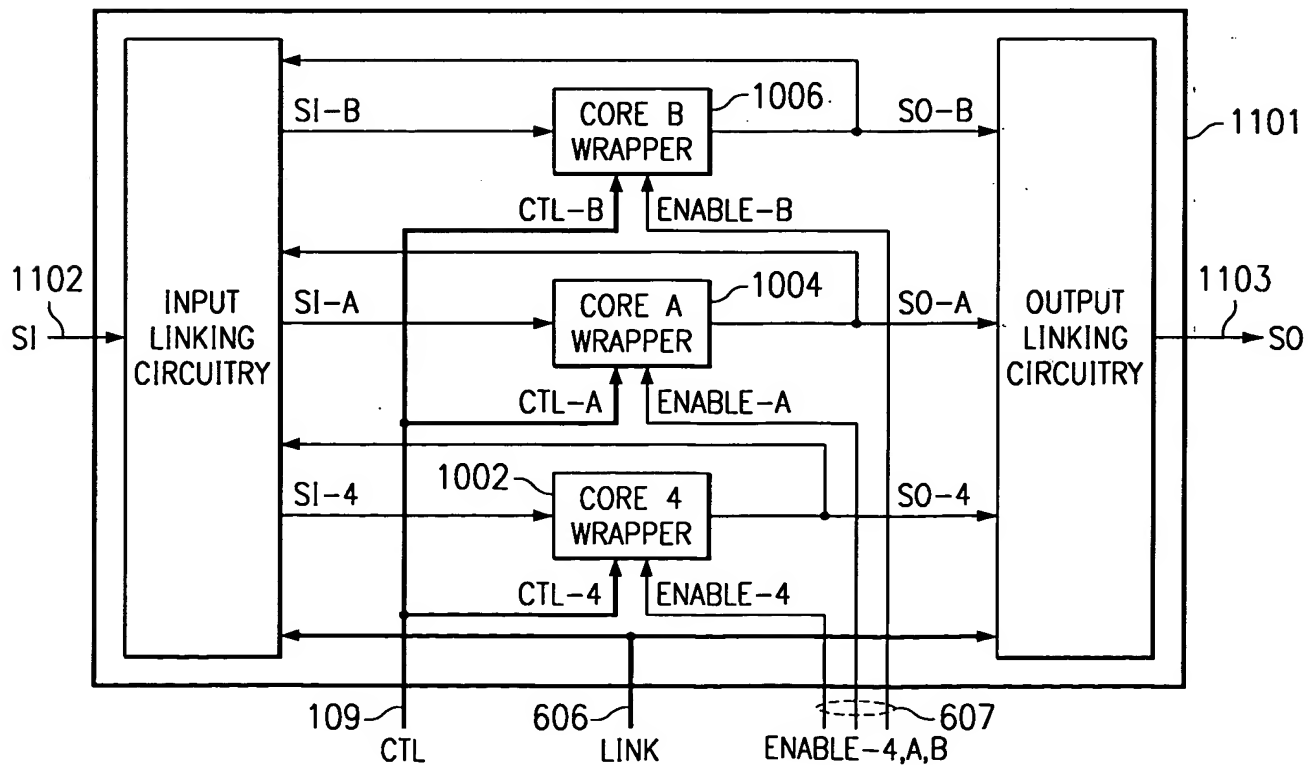 SI-B
CORE B
WRAPPER
1006
SO-B
1101
CTL-B
ENABLE-B
1102
SI
INPUT
LINKING
CIRCUITRY
SI-A
CORE A
WRAPPER
1004
SO-A
OUTPUT
LINKING
CIRCUITRY
1103
SO
CTL-A
ENABLE-A
SI-4
1002
CORE 4
WRAPPER
SO-4
CTL-4
ENABLE-4
109
CTL
606
LINK
607
ENABLE-4,A,B